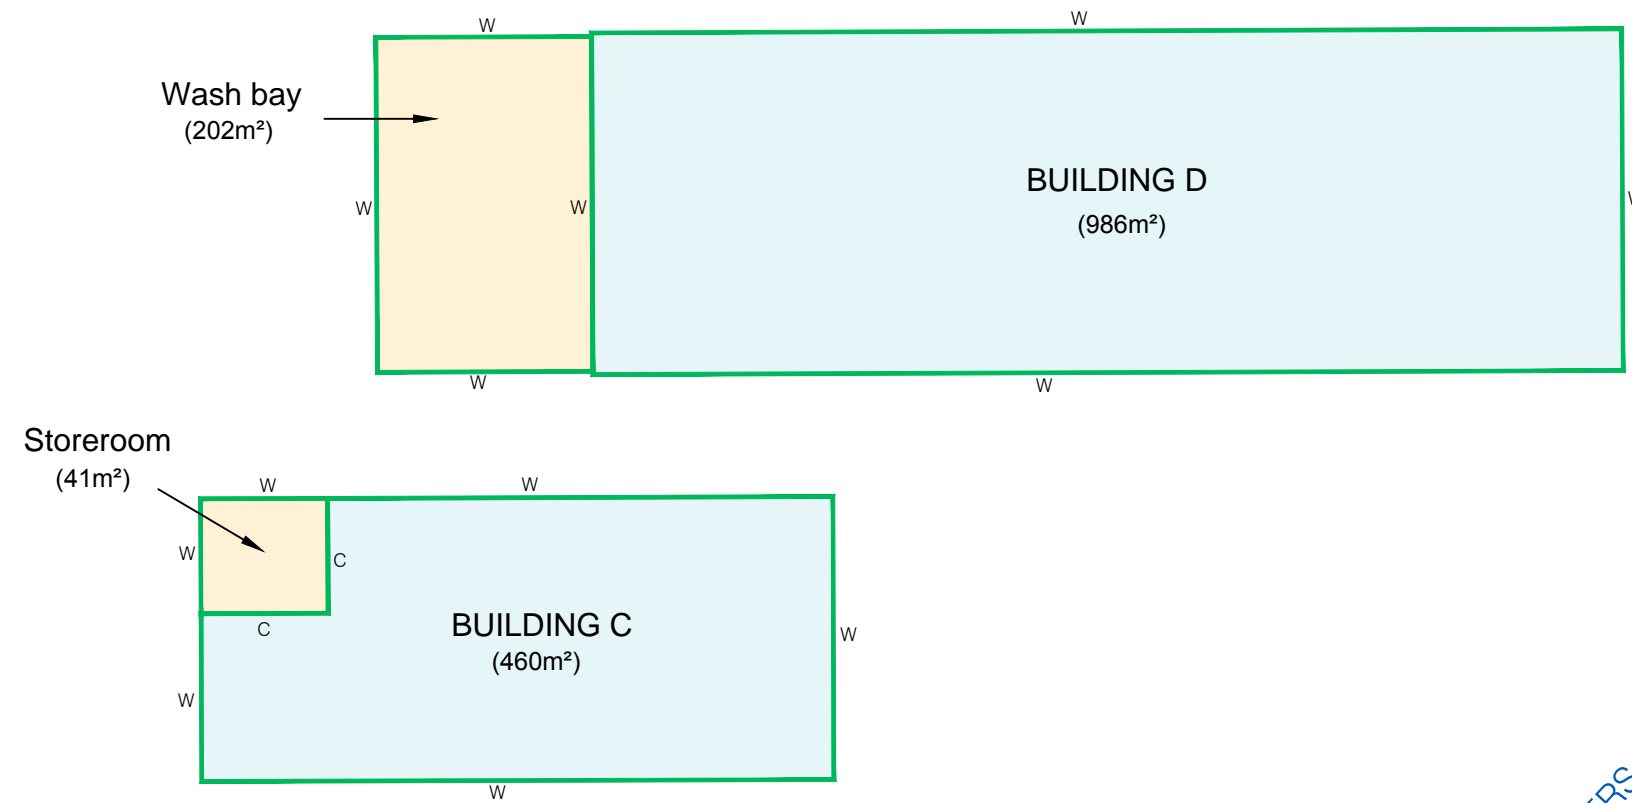 W
W
Wash bay
(202m²)
BUILDING D
(986m²)
W
W
W
W
W
Storeroom
(41m²)
W
W
W
C
C
BUILDING C
(460m²)
W
W
W